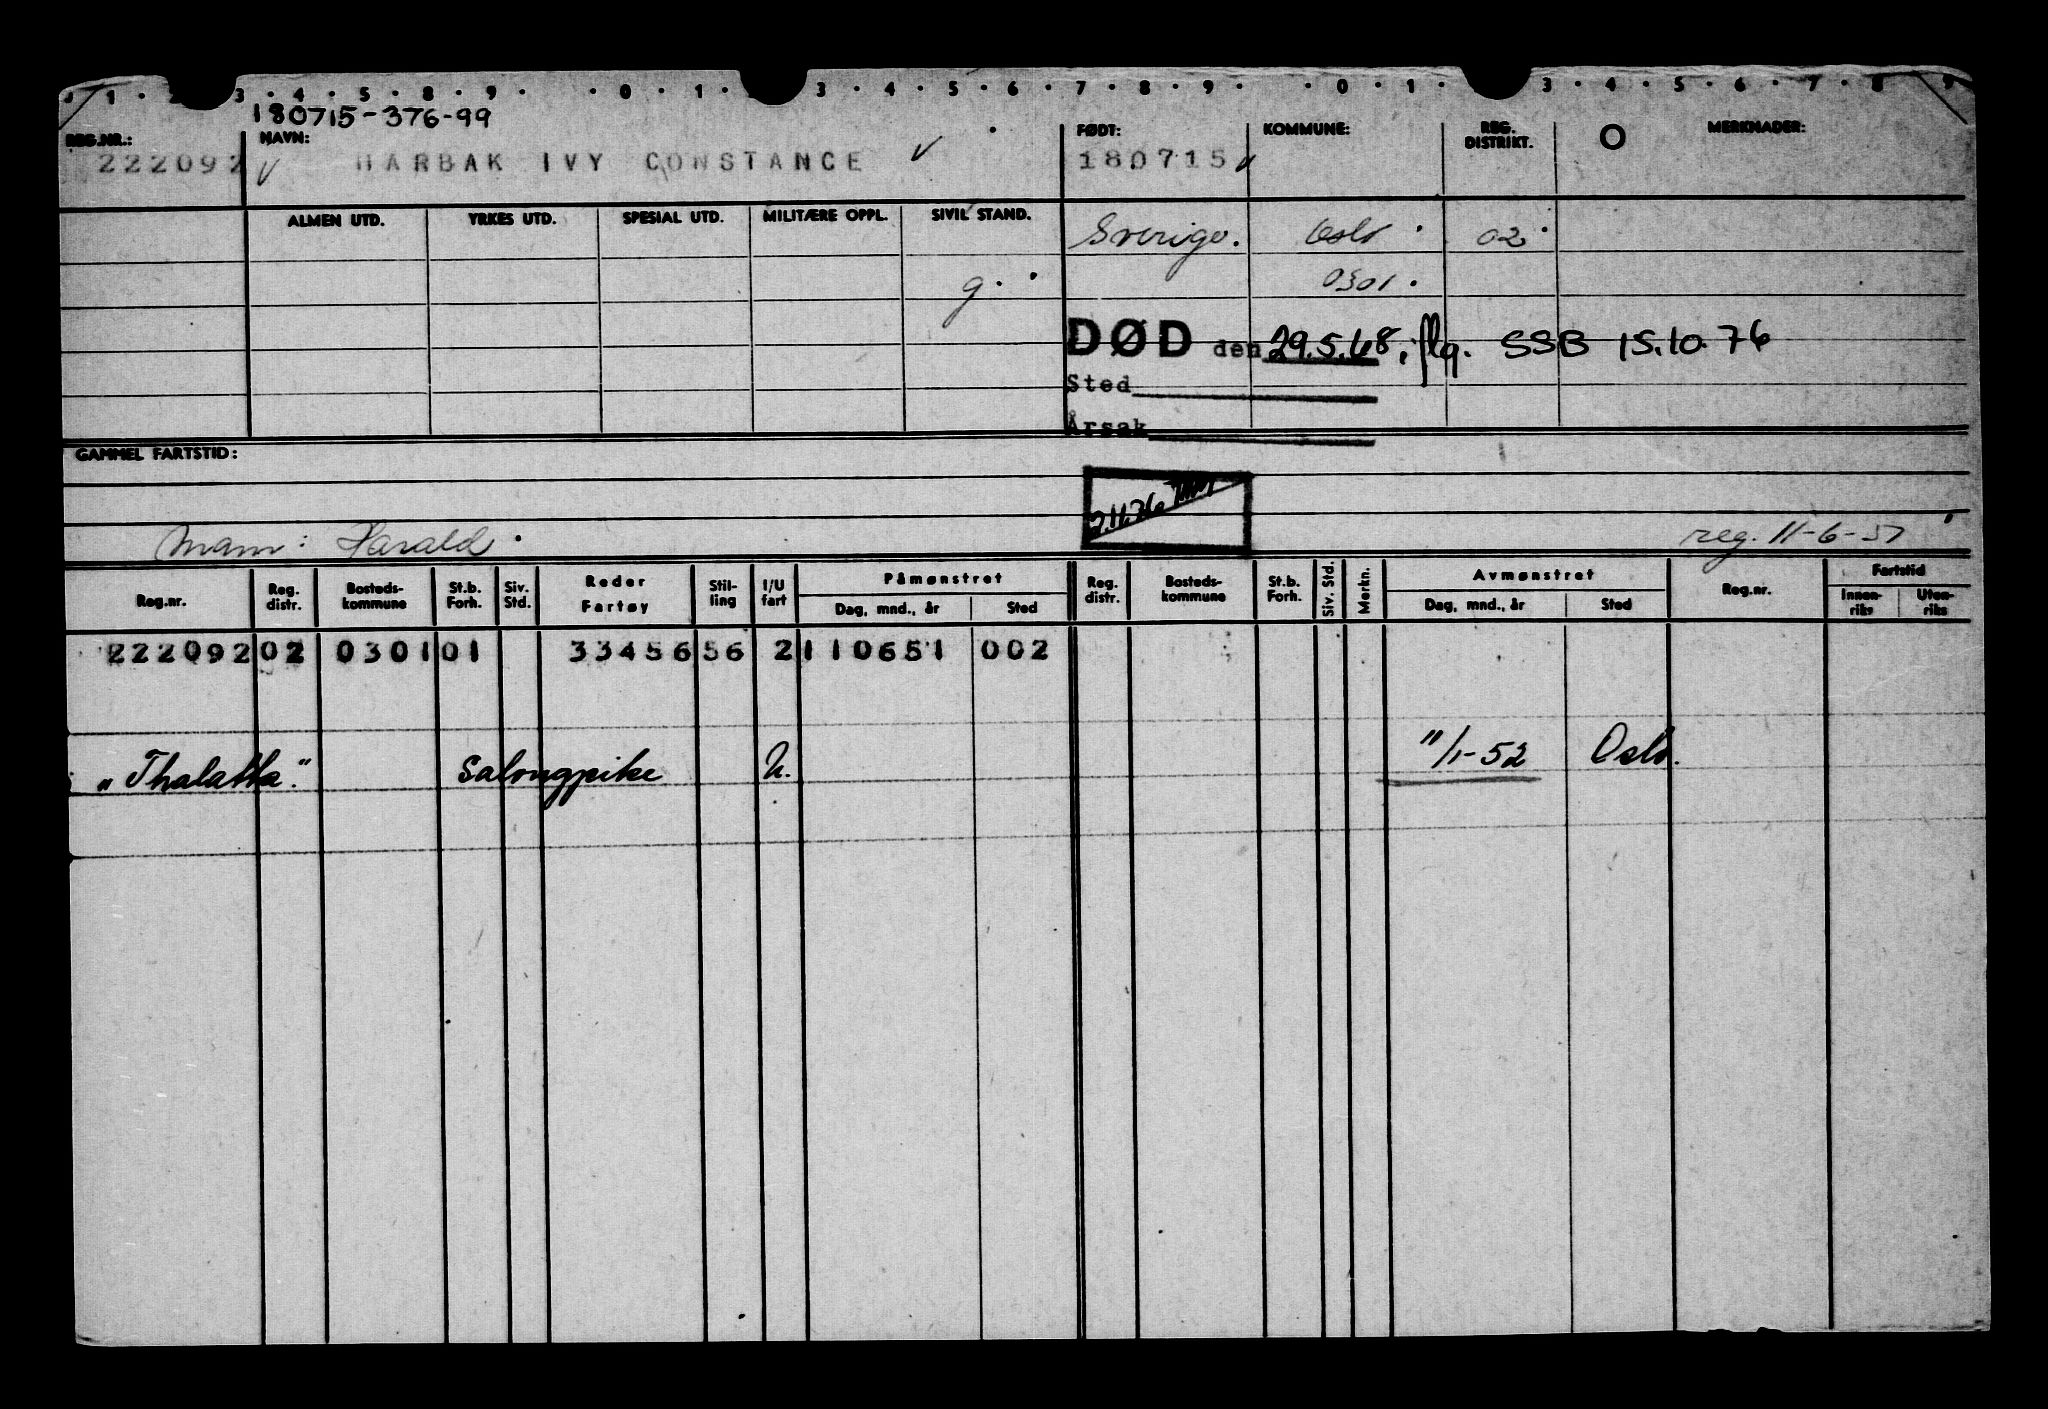 1 · 2 3 · 4 · 5 · 8 · 9 · · 0 · 1 · 3 · 4 · 5 · 6 · 7 · 8 · 9 · · 0 · 1 · 3 · 4 · 5 · 6 · 7 · 8 9
180715-376-99
REG.NR.: NAVN: FØDT: KOMMUNE: REG. DISTRIKT. O MERKNADER:
222092 √ HARBAK IVY CONSTANCE √ 180715 √
ALMEN UTD. YRKES UTD. SPESIAL UTD. MILITÆRE OPPL. SIVIL STAND.
Sverige. Oslo 02
g. 0301.
DØD den 29.5.68, flg. SSB 15.10.76
Sted
Årsak
GAMMEL FARTSTID:
2.11.76
Mann: Harald reg. 11-6-51
Reg.nr. Reg. distr. Bosteds-kommune St.b. Forh. Siv. Std. Reder Fartøy Stil-ling I/U fart Påmønstret Dag, mnd., år Sted Reg. distr. Bosteds-kommune St.b. Forh. Siv. Std. Merkn. Avmønstret Dag, mnd., år Sted Reg.nr. Fartstid Innen-riks Uten-riks
222092 02 0301 01 33456 56 2 110651 002
"Thalatta." Salongpike U. 11/1-52 Oslo.